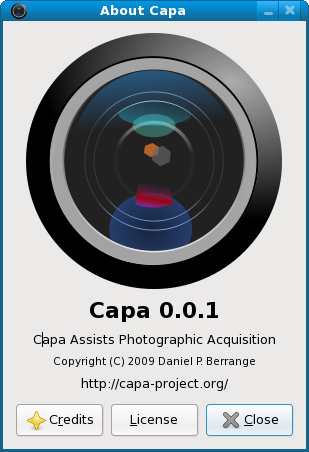 About Capa
Capa 0.0.1
Capa Assists Photographic Acquisition
Copyright (C) 2009 Daniel P. Berrange
http://capa-project.org/
Credits
License
Close